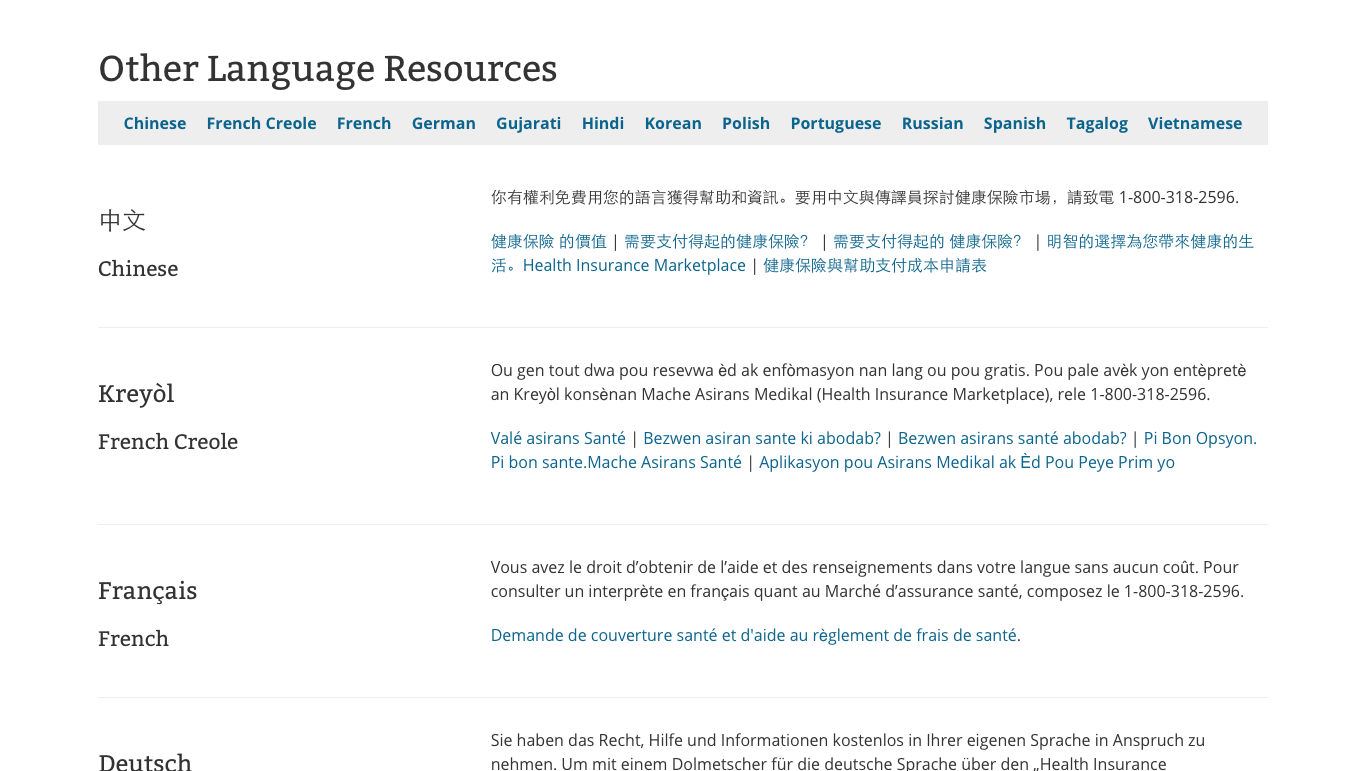 Other Language Resources
Chinese French Creole French German Gujarati Hindi Korean Polish Portuguese Russian Spanish Tagalog Vietnamese
中文
Chinese
你有權利免費用您的語言獲得幫助和資訊。要用中文與傳譯員探討健康保險市場，請致電 1-800-318-2596.
健康保險 的價值 | 需要支付得起的健康保險？ | 需要支付得起的 健康保險？ | 明智的選擇為您帶來健康的生
活。Health Insurance Marketplace | 健康保險與幫助支付成本申請表
Kreyòl
French Creole
Ou gen tout dwa pou resevwa èd ak enfòmasyon nan lang ou pou gratis. Pou pale avèk yon entèpretè
an Kreyòl konsènan Mache Asirans Medikal (Health Insurance Marketplace), rele 1-800-318-2596.
Valé asirans Santé | Bezwen asiran sante ki abodab? | Bezwen asirans santé abodab? | Pi Bon Opsyon.
Pi bon sante.Mache Asirans Santé | Aplikasyon pou Asirans Medikal ak Èd Pou Peye Prim yo
Français
French
Vous avez le droit d’obtenir de l’aide et des renseignements dans votre langue sans aucun coût. Pour
consulter un interprète en français quant au Marché d’assurance santé, composez le 1-800-318-2596.
Demande de couverture santé et d'aide au règlement de frais de santé.
Deutsch
Sie haben das Recht, Hilfe und Informationen kostenlos in Ihrer eigenen Sprache in Anspruch zu
nehmen. Um mit einem Dolmetscher für die deutsche Sprache über den „Health Insurance